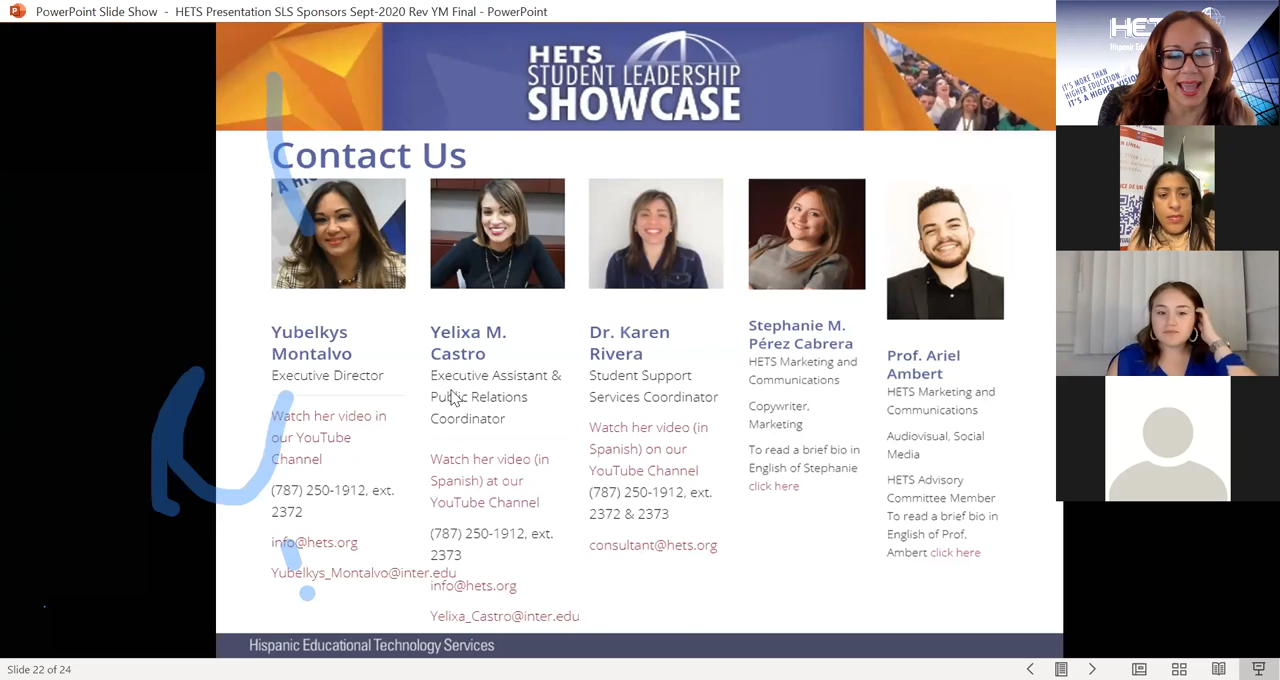 PowerPoint Slide Show - HETS Presentation SLS Sponsors Sept-2020 Rev YM Final - PowerPoint
HETS
STUDENT LEADERSHIP
SHOWCASE
Contact Us
Yubelkys
Montalvo
Executive Director
Watch her video in
our YouTube
Channel
(787) 250-1912, ext.
2372
info@hets.org
Yubelkys_Montalvo@inter.edu
Yelixa M.
Castro
Executive Assistant &
Public Relations
Coordinator
Watch her video (in
Spanish) at our
YouTube Channel
(787) 250-1912, ext.
2373
info@hets.org
Yelixa_Castro@inter.edu
Dr. Karen
Rivera
Student Support
Services Coordinator
Watch her video (in
Spanish) on our
YouTube Channel
(787) 250-1912, ext.
2372 & 2373
consultant@hets.org
Stephanie M.
Pérez Cabrera
HETS Marketing and
Communications
Copywriter,
Marketing
To read a brief bio in
English of Stephanie
click here
Prof. Ariel
Ambert
HETS Marketing and
Communications
Audiovisual, Social
Media
HETS Advisory
Committee Member
To read a brief bio in
English of Prof.
Ambert click here
Hispanic Educational Technology Services
Slide 22 of 24
IT'S MORE THAN
HIGHER EDUCATION
IT'S A HIGHER VISION